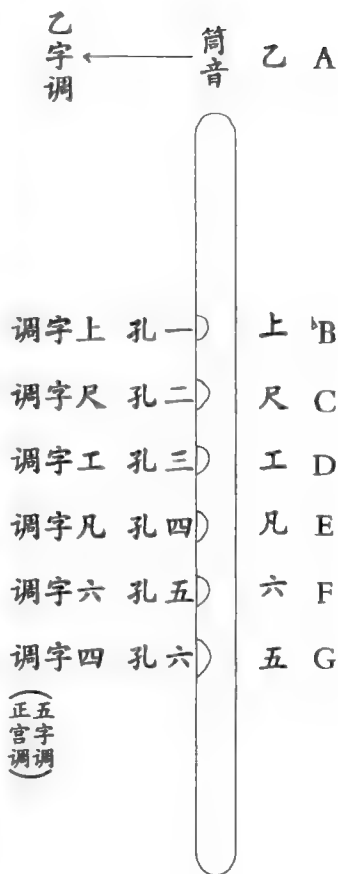 乙字调
筒音
乙 A
一孔 上字调
上 ♭B
二孔 尺字调
尺 C
三孔 工字调
工 D
四孔 凡字调
凡 E
五孔 六字调
六 F
六孔 四字调
五 G
(五字调
正宫调)